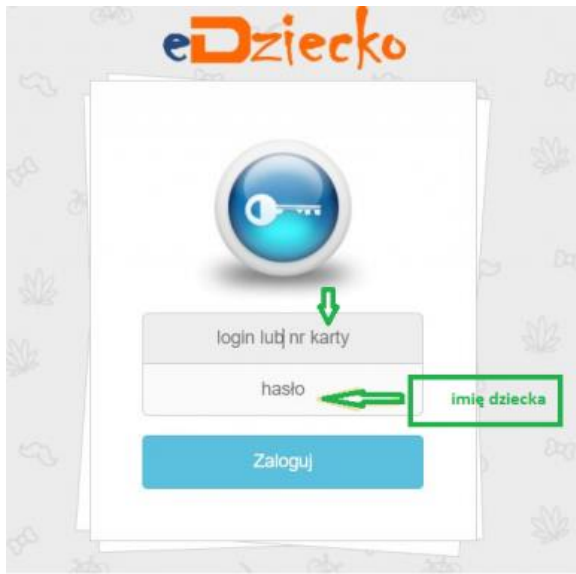 eDziecko
login lub nr karty
hasło
imię dziecka
Zaloguj